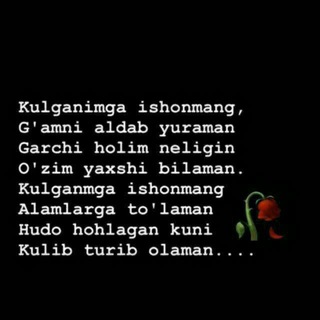 Kulganimga ishonmang,
G'amni aldab yuraman
Garchi holim neligin
O'zim yaxshi bilaman.
Kulganmga ishonmang
Alamlarga to'laman
Hudo hohlagan kuni
Kulib turib olaman....